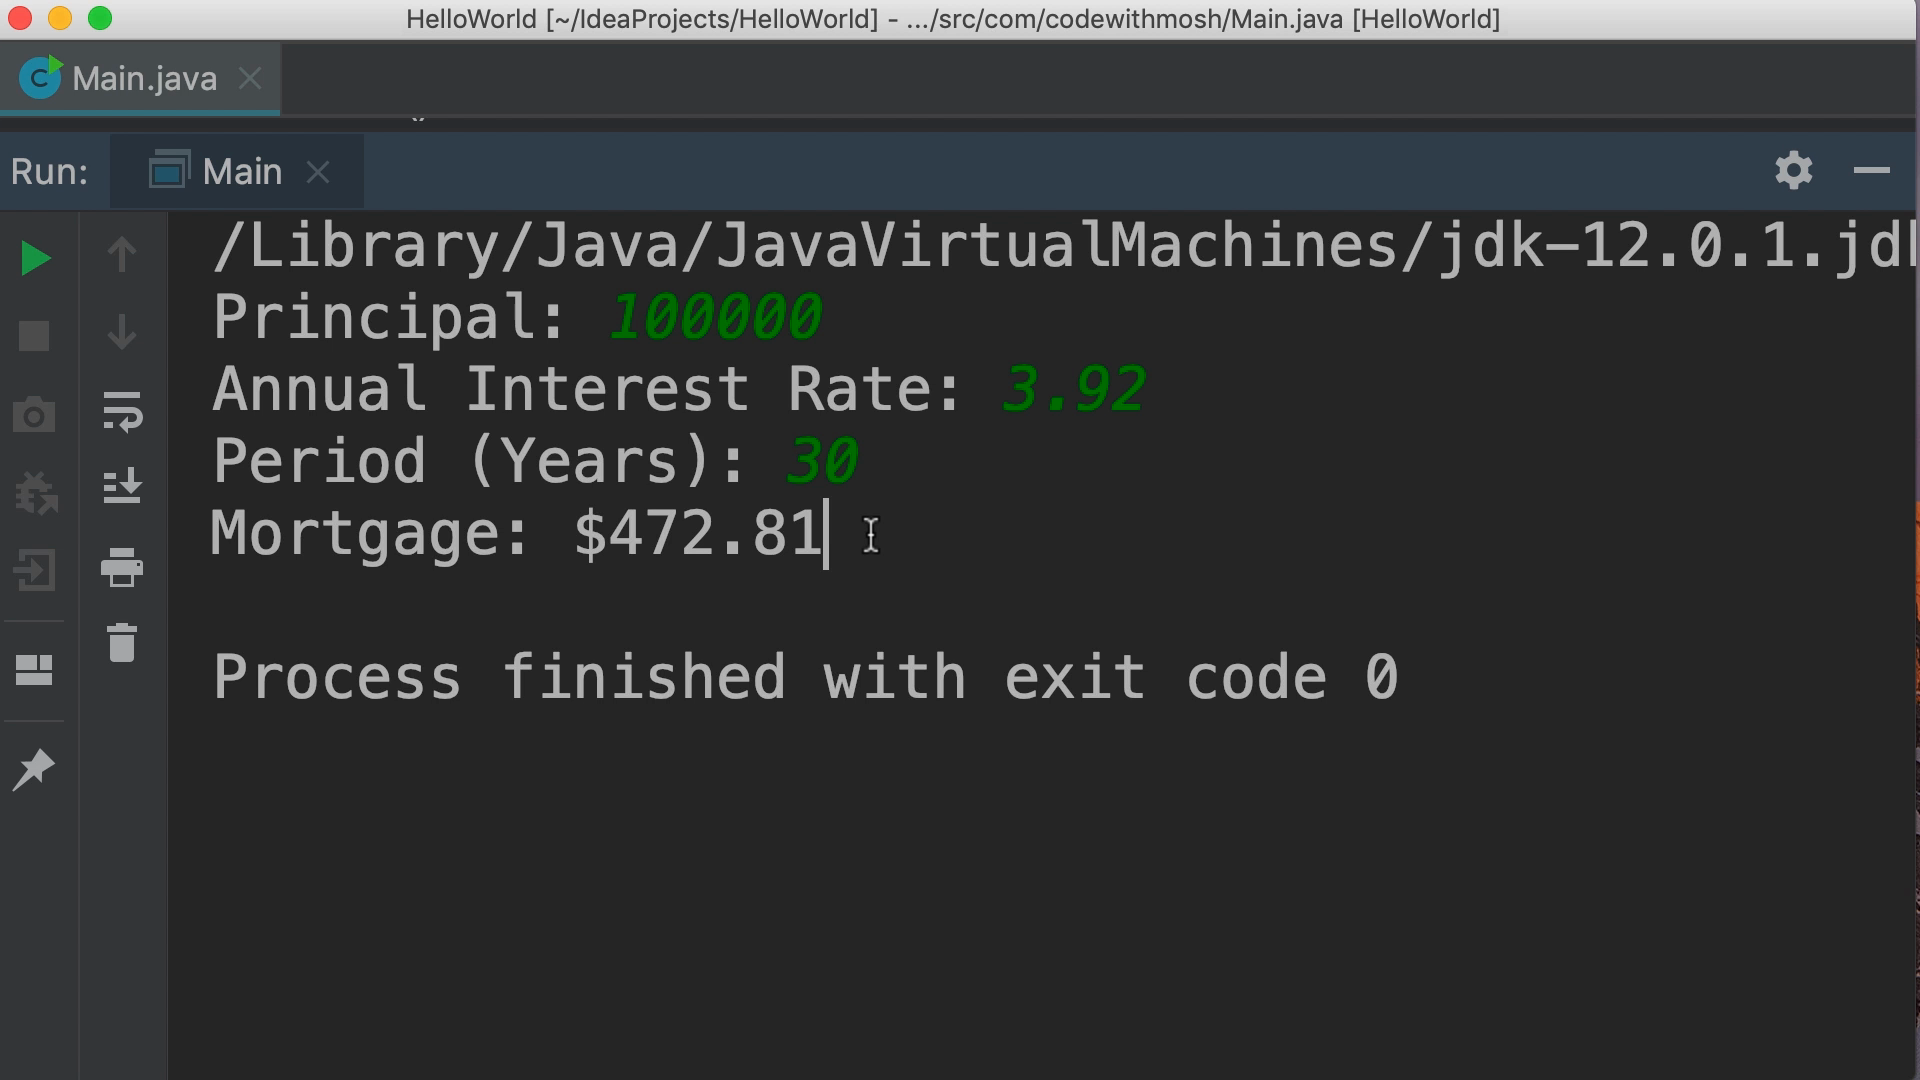 HelloWorld [~/IdeaProjects/HelloWorld] - .../src/com/codewithmosh/Main.java [HelloWorld]
C Main.java
Run: Main
/Library/Java/JavaVirtualMachines/jdk-12.0.1.jdk
Principal: 100000
Annual Interest Rate: 3.92
Period (Years): 30
Mortgage: $472.81
Process finished with exit code 0